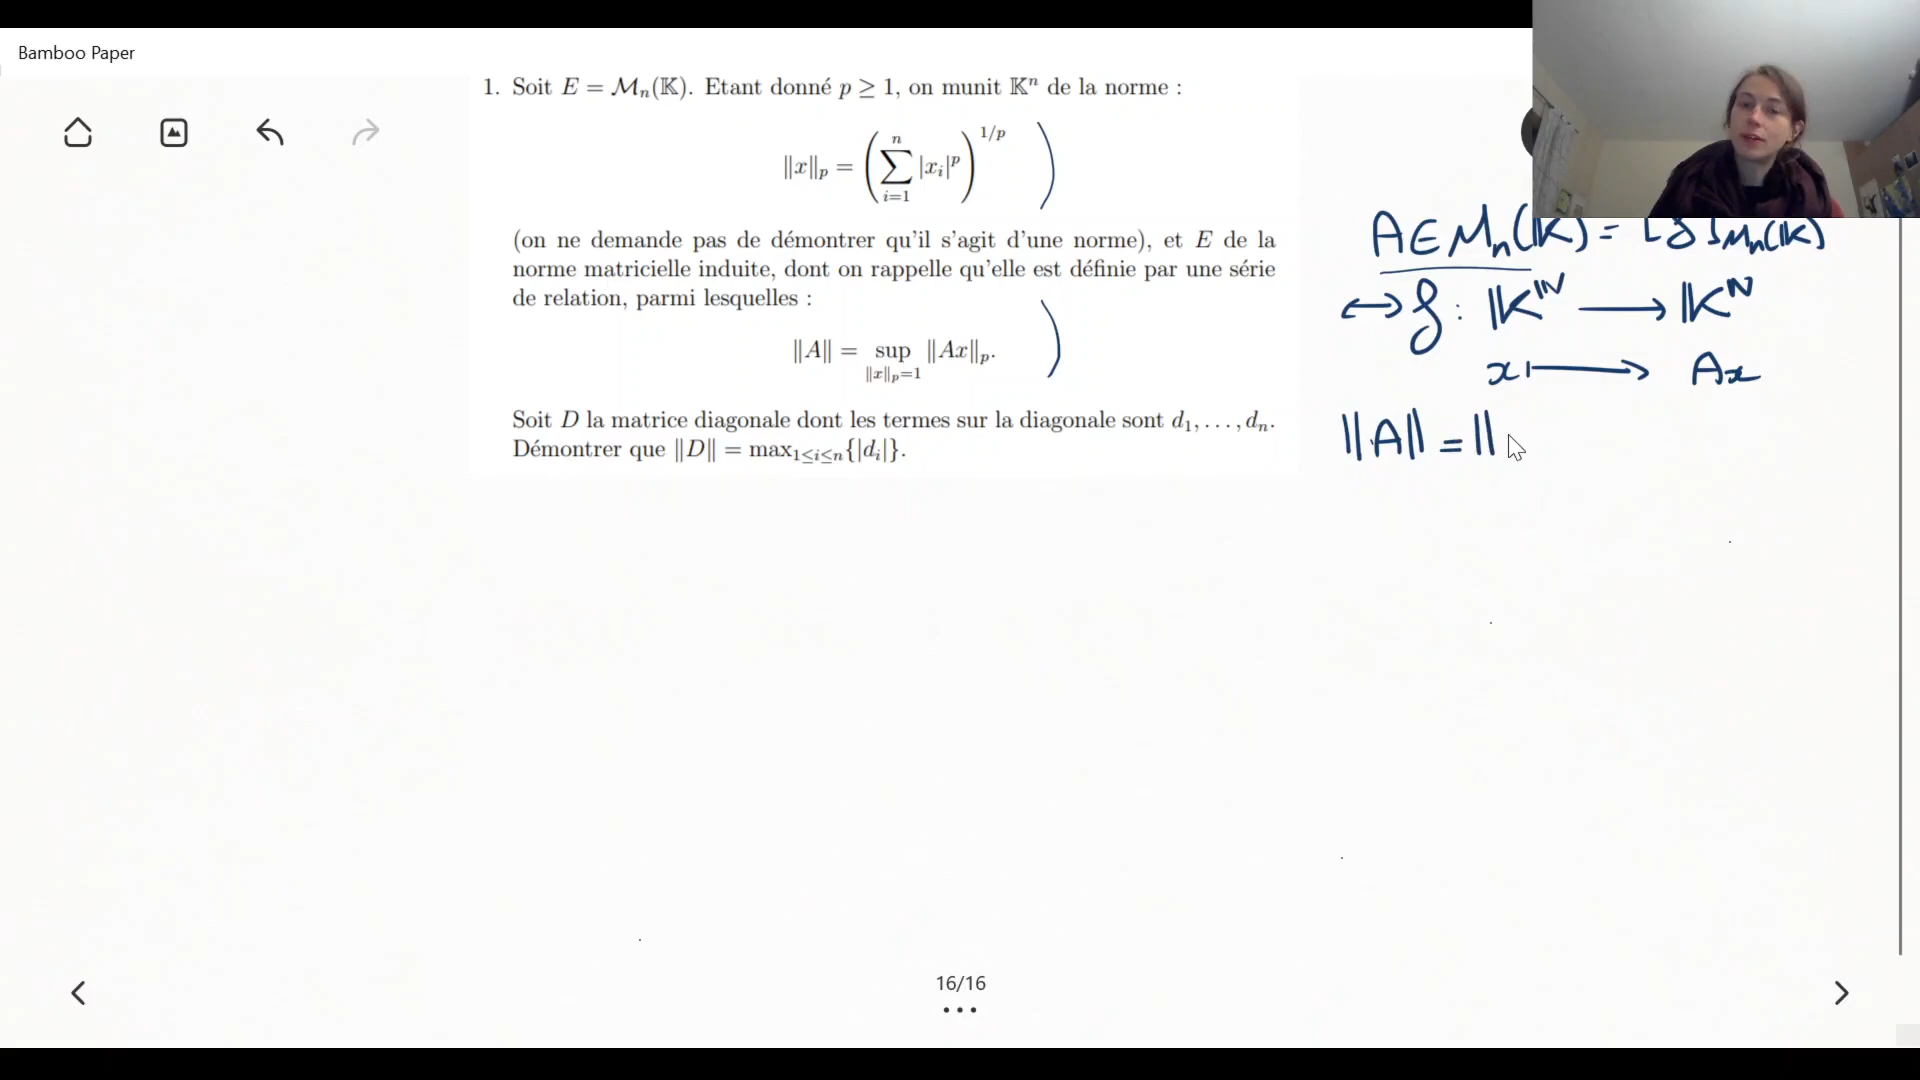 Bamboo Paper
1. Soit E = Mₙ(𝕂). Etant donné p ≥ 1, on munit 𝕂ⁿ de la norme :
‖x‖ₚ = (∑ᵢ₌₁ⁿ |xᵢ|ᵖ)^{1/p} )
(on ne demande pas de démontrer qu'il s'agit d'une norme), et E de la
norme matricielle induite, dont on rappelle qu'elle est définie par une série
de relation, parmi lesquelles :
‖A‖ = sup_{‖x‖ₚ=1} ‖Ax‖ₚ. )
Soit D la matrice diagonale dont les termes sur la diagonale sont d₁, . . . , dₙ.
Démontrer que ‖D‖ = max_{1≤i≤n}{|dᵢ|}.
A ∈ Mₙ(𝕂) = [f]Mₙ(𝕂)
↔ f : 𝕂ᴺ ⟶ 𝕂ᴺ
x ⟼ Ax
‖A‖ = ‖
16/16